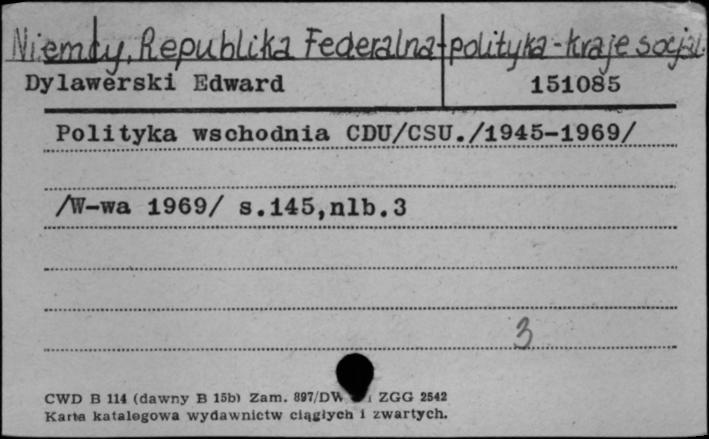 Niemcy, Republika Federalna - polityka - kraje socjal.
Dylawerski Edward 151085
Polityka wschodnia CDU/CSU./1945-1969/
/W-wa 1969/ s.145,nlb.3
3
CWD B 114 (dawny B 15b) Zam. 897/DW ZGG 2542
Karta katalogowa wydawnictw ciągłych i zwartych.